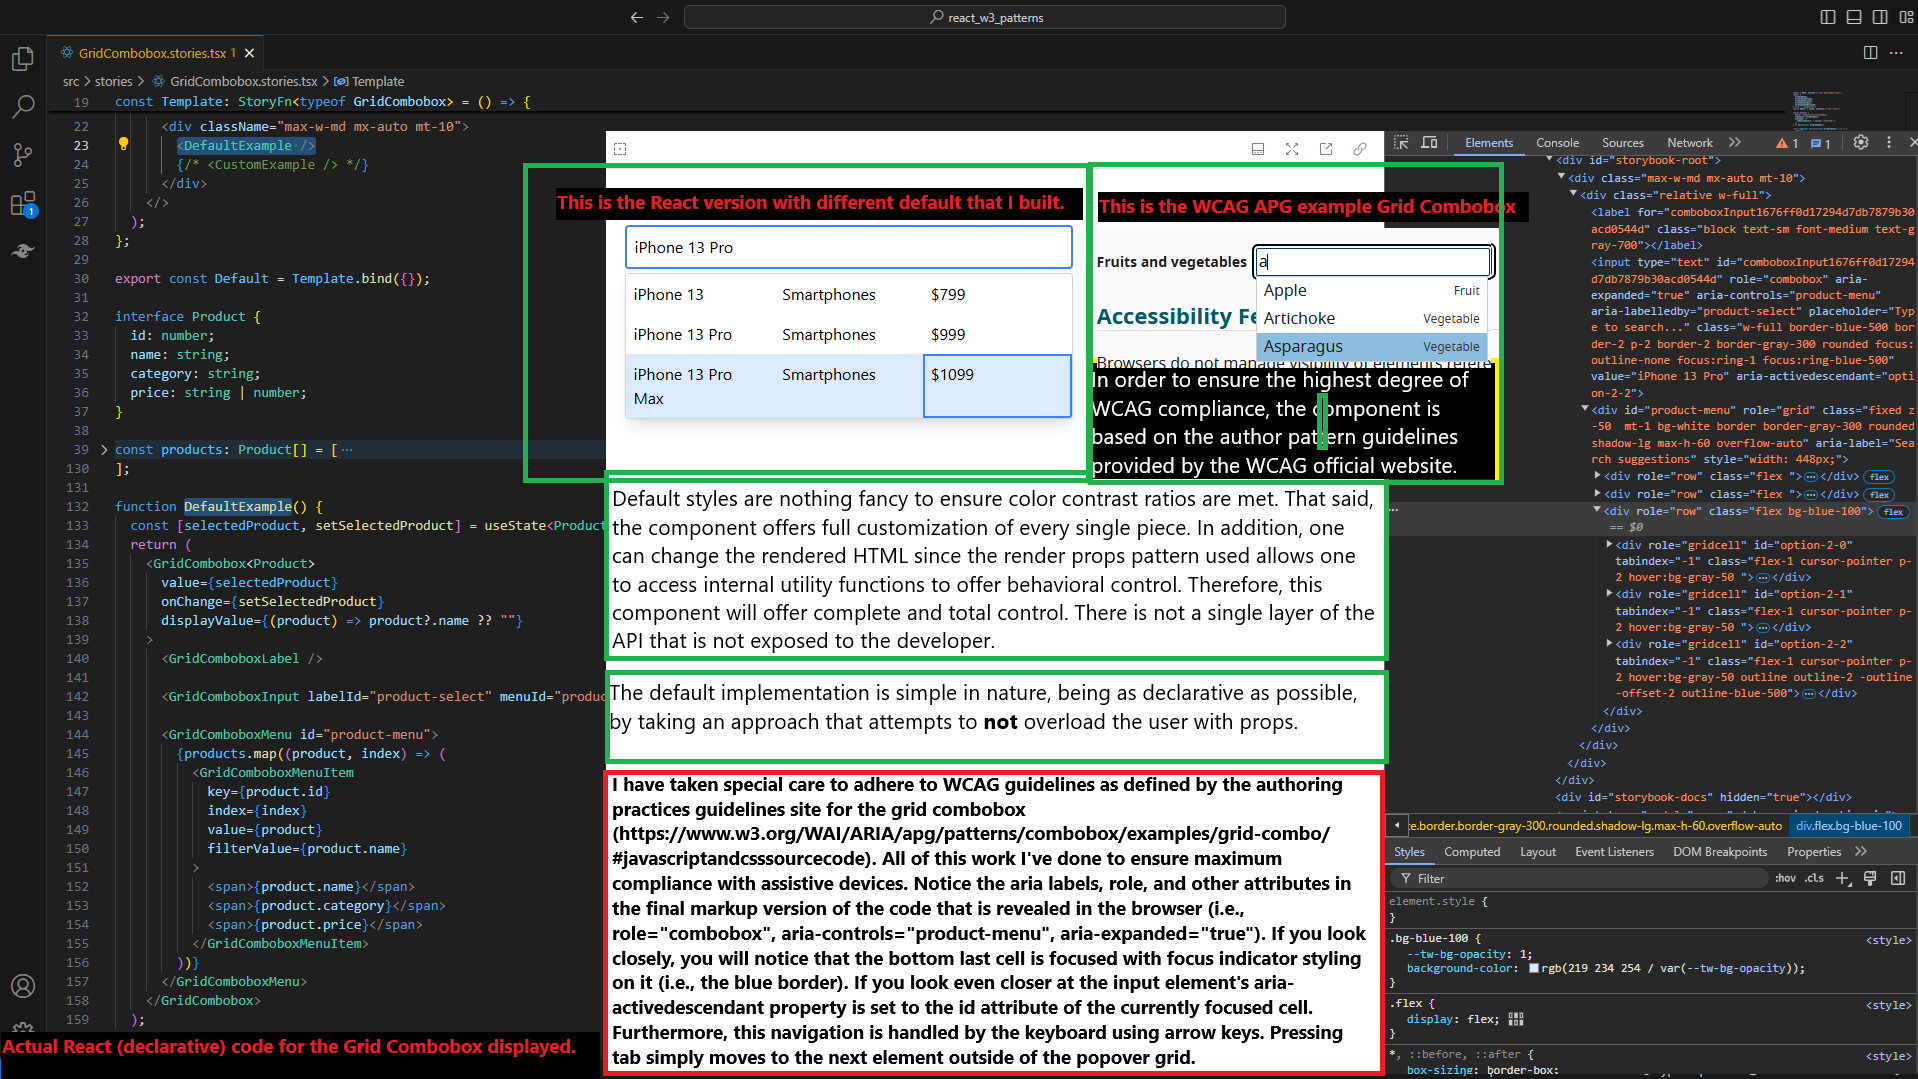 react_w3_patterns
GridCombobox.stories.tsx 1
src > stories > GridCombobox.stories.tsx > Template
19 const Template: StoryFn<typeof GridCombobox> = () => {
22 <div className="max-w-md mx-auto mt-10">
23 <DefaultExample />
24 {/* <CustomExample /> */}
25 </div>
26 </>
27 );
28 };
29
30 export const Default = Template.bind({});
31
32 interface Product {
33 id: number;
34 name: string;
35 category: string;
36 price: string | number;
37 }
38
39 const products: Product[] = [ ...
130 ];
131
132 function DefaultExample() {
133 const [selectedProduct, setSelectedProduct] = useState<Product
134 return (
135 <GridCombobox<Product>
136 value={selectedProduct}
137 onChange={setSelectedProduct}
138 displayValue={(product) => product?.name ?? ""}
139 >
140 <GridComboboxLabel />
141
142 <GridComboboxInput labelId="product-select" menuId="produc
143
144 <GridComboboxMenu id="product-menu">
145 {products.map((product, index) => (
146 <GridComboboxMenuItem
147 key={product.id}
148 index={index}
149 value={product}
150 filterValue={product.name}
151 >
152 <span>{product.name}</span>
153 <span>{product.category}</span>
154 <span>{product.price}</span>
155 </GridComboboxMenuItem>
156 ))}
157 </GridComboboxMenu>
158 </GridCombobox>
159 );
1
Actual React (declarative) code for the Grid Combobox displayed.
This is the React version with different default that I built.
iPhone 13 Pro
iPhone 13 Smartphones $799
iPhone 13 Pro Smartphones $999
iPhone 13 Pro Smartphones $1099
Max
This is the WCAG APG example Grid Combobox
Fruits and vegetables a
Apple Fruit
Accessibility Fe
Artichoke Vegetable
Asparagus Vegetable
Browsers do not manage visibility of elements refere
In order to ensure the highest degree of
WCAG compliance, the component is
based on the author pattern guidelines
provided by the WCAG official website.
Default styles are nothing fancy to ensure color contrast ratios are met. That said,
the component offers full customization of every single piece. In addition, one
can change the rendered HTML since the render props pattern used allows one
to access internal utility functions to offer behavioral control. Therefore, this
component will offer complete and total control. There is not a single layer of the
API that is not exposed to the developer.
The default implementation is simple in nature, being as declarative as possible,
by taking an approach that attempts to not overload the user with props.
I have taken special care to adhere to WCAG guidelines as defined by the authoring
practices guidelines site for the grid combobox
(https://www.w3.org/WAI/ARIA/apg/patterns/combobox/examples/grid-combo/
#javascriptandcsssourcecode). All of this work I've done to ensure maximum
compliance with assistive devices. Notice the aria labels, role, and other attributes in
the final markup version of the code that is revealed in the browser (i.e.,
role="combobox", aria-controls="product-menu", aria-expanded="true"). If you look
closely, you will notice that the bottom last cell is focused with focus indicator styling
on it (i.e., the blue border). If you look even closer at the input element's aria-
activedescendant property is set to the id attribute of the currently focused cell.
Furthermore, this navigation is handled by the keyboard using arrow keys. Pressing
tab simply moves to the next element outside of the popover grid.
Elements Console Sources Network 1 1
<div id="storybook-root">
<div class="max-w-md mx-auto mt-10">
<div class="relative w-full">
<label for="comboboxInput1676ff0d17294d7db7879b30
acd0544d" class="block text-sm font-medium text-g
ray-700"></label>
<input type="text" id="comboboxInput1676ff0d17294
d7db7879b30acd0544d" role="combobox" aria-
expanded="true" aria-controls="product-menu"
aria-labelledby="product-select" placeholder="Typ
e to search..." class="w-full border-blue-500 bor
der-2 p-2 border-2 border-gray-300 rounded focus:
outline-none focus:ring-1 focus:ring-blue-500"
value="iPhone 13 Pro" aria-activedescendant="opti
on-2-2">
<div id="product-menu" role="grid" class="fixed z
-50 mt-1 bg-white border border-gray-300 rounded
shadow-lg max-h-60 overflow-auto" aria-label="Sea
rch suggestions" style="width: 448px;">
<div role="row" class="flex "> ... </div> flex
<div role="row" class="flex "> ... </div> flex
... <div role="row" class="flex bg-blue-100"> flex
== $0
<div role="gridcell" id="option-2-0"
tabindex="-1" class="flex-1 cursor-pointer p-
2 hover:bg-gray-50 "> ... </div>
<div role="gridcell" id="option-2-1"
tabindex="-1" class="flex-1 cursor-pointer p-
2 hover:bg-gray-50 "> ... </div>
<div role="gridcell" id="option-2-2"
tabindex="-1" class="flex-1 cursor-pointer p-
2 hover:bg-gray-50 outline outline-2 -outline
-offset-2 outline-blue-500"> ... </div>
</div>
</div>
</div>
</div>
</div>
<div id="storybook-docs" hidden="true"></div>
te.border.border-gray-300.rounded.shadow-lg.max-h-60.overflow-auto div.flex.bg-blue-100
Styles Computed Layout Event Listeners DOM Breakpoints Properties
Filter :hov .cls
element.style {
}
.bg-blue-100 { <style>
--tw-bg-opacity: 1;
background-color: rgb(219 234 254 / var(--tw-bg-opacity));
}
.flex { <style>
display: flex;
}
*, ::before, ::after { <style>
box-sizing: border-box;